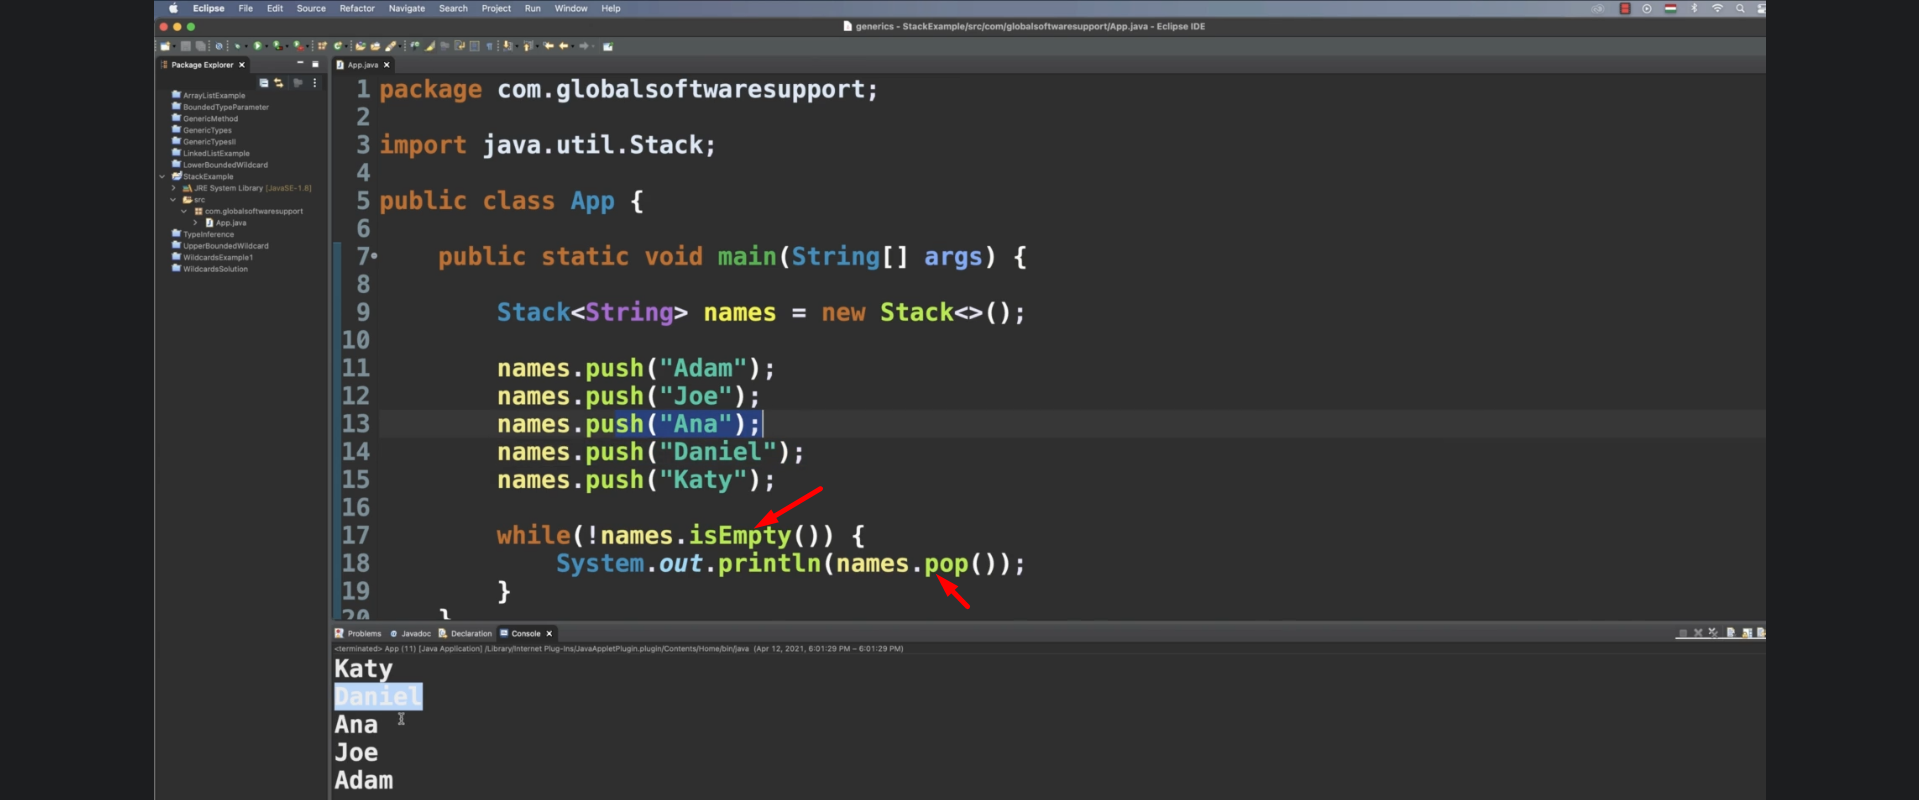 Eclipse File Edit Source Refactor Navigate Search Project Run Window Help
generics - StackExample/src/com/globalsoftwaresupport/App.java - Eclipse IDE
Package Explorer
App.java
ArrayListExample
BoundedTypeParameter
GenericMethod
GenericTypes
GenericTypesII
LinkedListExample
LowerBoundedWildcard
StackExample
JRE System Library [JavaSE-1.8]
src
com.globalsoftwaresupport
App.java
TypeInference
UpperBoundedWildcard
WildcardsExample1
WildcardsSolution
1 package com.globalsoftwaresupport;
2
3 import java.util.Stack;
4
5 public class App {
6
7 public static void main(String[] args) {
8
9 Stack<String> names = new Stack<>();
10
11 names.push("Adam");
12 names.push("Joe");
13 names.push("Ana");
14 names.push("Daniel");
15 names.push("Katy");
16
17 while(!names.isEmpty()) {
18 System.out.println(names.pop());
19 }
20 }
Problems Javadoc Declaration Console
<terminated> App (11) [Java Application] /Library/Internet Plug-Ins/JavaAppletPlugin.plugin/Contents/Home/bin/java (Apr 12, 2021, 6:01:29 PM – 6:01:29 PM)
Katy
Daniel
Ana
Joe
Adam